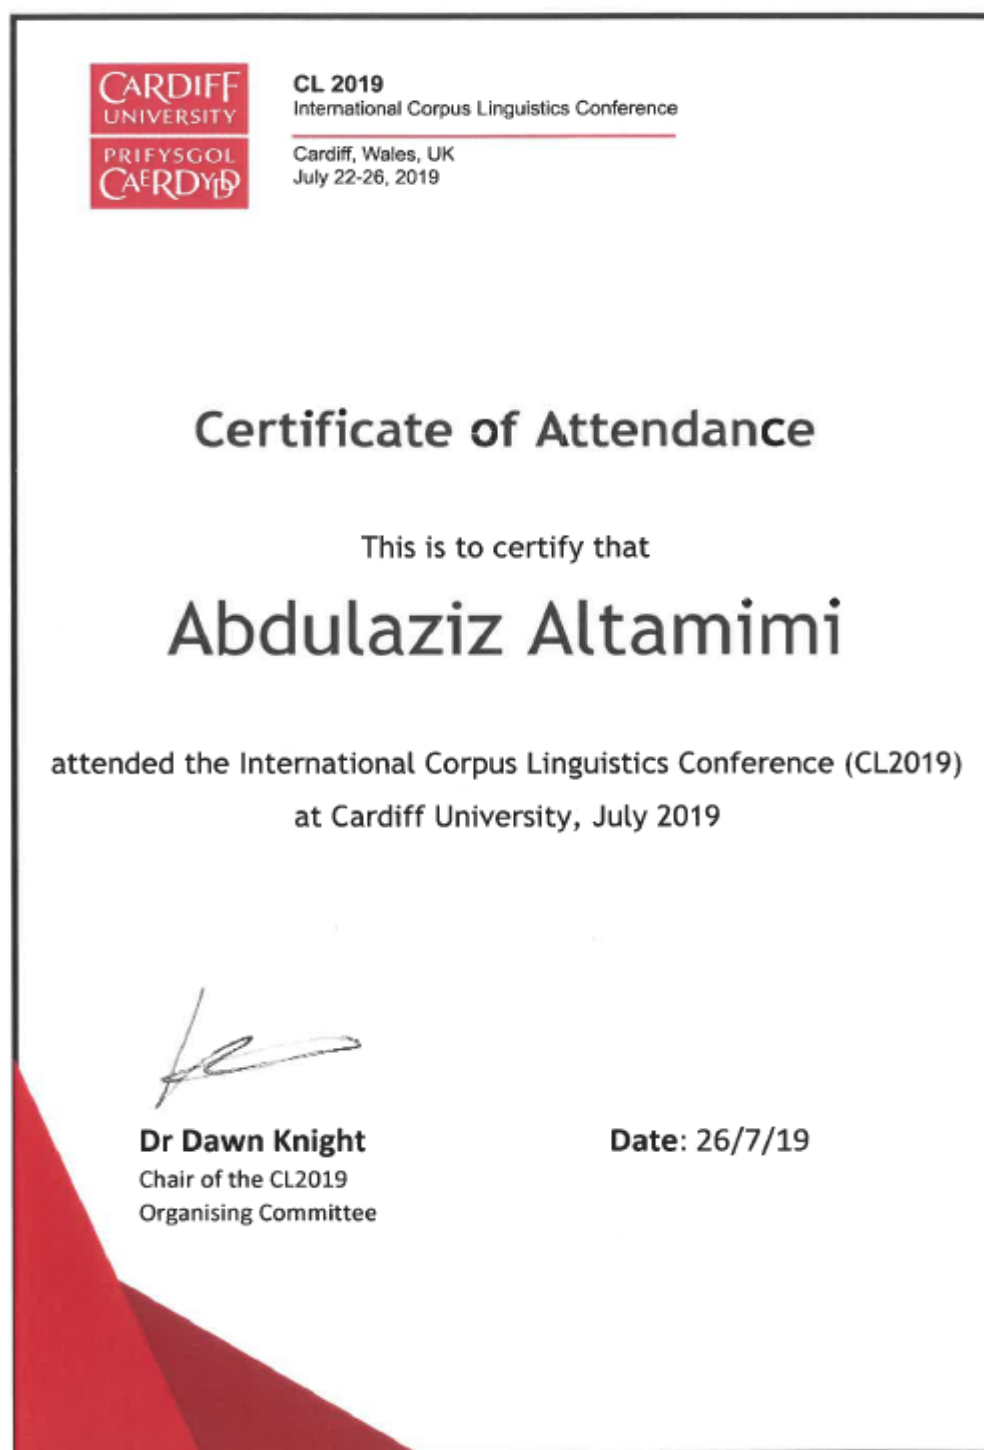 CARDIFF
UNIVERSITY
PRIFYSGOL
CAERDYDD
CL 2019
International Corpus Linguistics Conference
Cardiff, Wales, UK
July 22-26, 2019
Certificate of Attendance
This is to certify that
Abdulaziz Altamimi
attended the International Corpus Linguistics Conference (CL2019)
at Cardiff University, July 2019
Dr Dawn Knight
Chair of the CL2019
Organising Committee
Date: 26/7/19